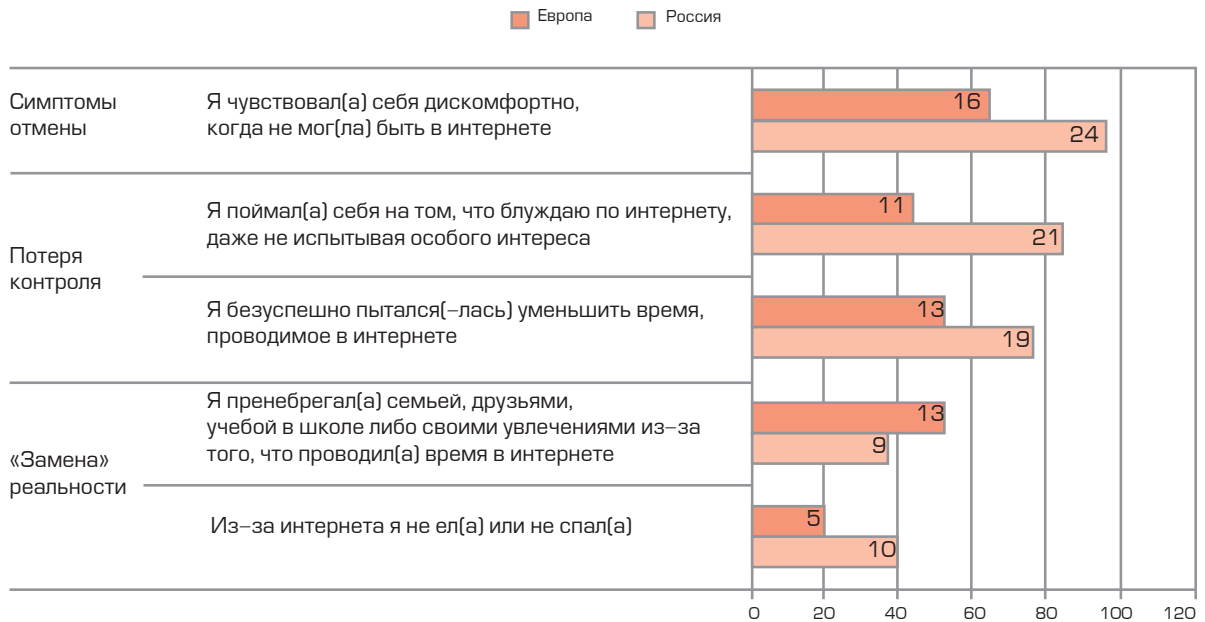 Европа
Россия
Симптомы
отмены
Я чувствовал(а) себя дискомфортно,
когда не мог(ла) быть в интернете
16
24
Потеря
контроля
Я поймал(а) себя на том, что блуждаю по интернету,
даже не испытывая особого интереса
11
21
Я безуспешно пытался(–лась) уменьшить время,
проводимое в интернете
13
19
«Замена»
реальности
Я пренебрегал(а) семьей, друзьями,
учебой в школе либо своими увлечениями из–за
того, что проводил(а) время в интернете
13
9
Из–за интернета я не ел(а) или не спал(а)
5
10
0 20 40 60 80 100 120